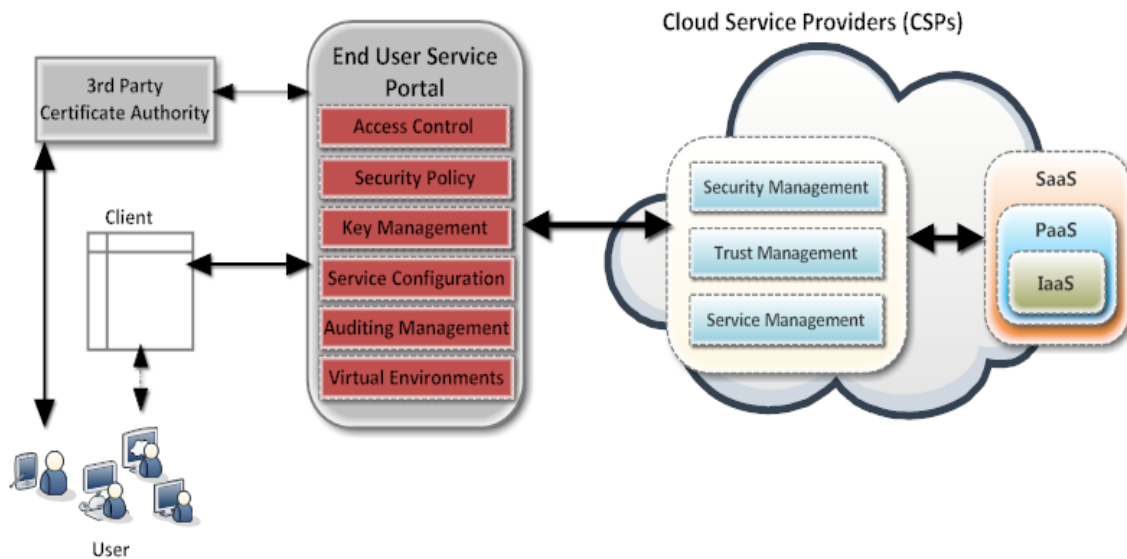 Cloud Service Providers (CSPs)
3rd Party
Certificate Authority
Client
User
End User Service
Portal
Access Control
Security Policy
Key Management
Service Configuration
Auditing Management
Virtual Environments
Security Management
Trust Management
Service Management
SaaS
PaaS
IaaS